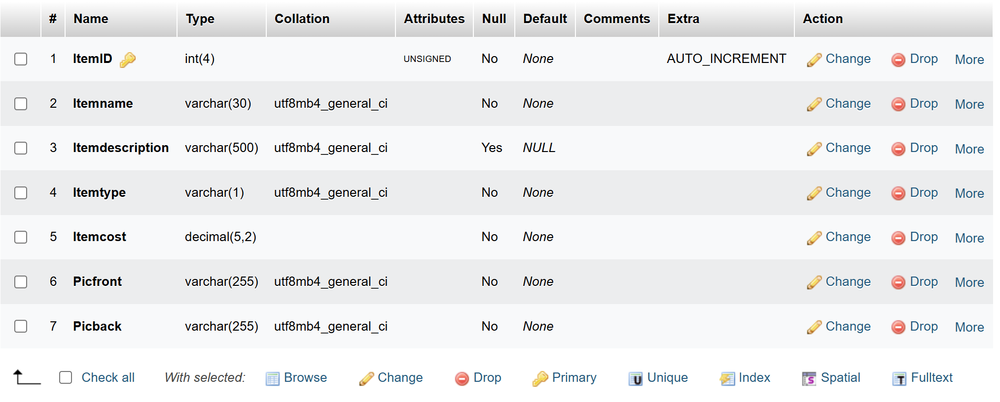 # Name Type Collation Attributes Null Default Comments Extra Action
1 ItemID int(4) UNSIGNED No None AUTO_INCREMENT Change Drop More
2 Itemname varchar(30) utf8mb4_general_ci No None Change Drop More
3 Itemdescription varchar(500) utf8mb4_general_ci Yes NULL Change Drop More
4 Itemtype varchar(1) utf8mb4_general_ci No None Change Drop More
5 Itemcost decimal(5,2) No None Change Drop More
6 Picfront varchar(255) utf8mb4_general_ci No None Change Drop More
7 Picback varchar(255) utf8mb4_general_ci No None Change Drop More
Check all With selected: Browse Change Drop Primary Unique Index Spatial Fulltext